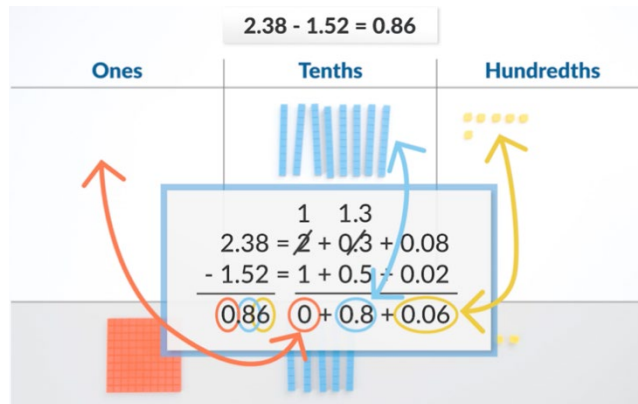 2.38 - 1.52 = 0.86
Ones Tenths Hundredths
1 1.3
2.38 = 2 + 0.3 + 0.08
- 1.52 = 1 + 0.5 + 0.02
0.86 0 + 0.8 + 0.06